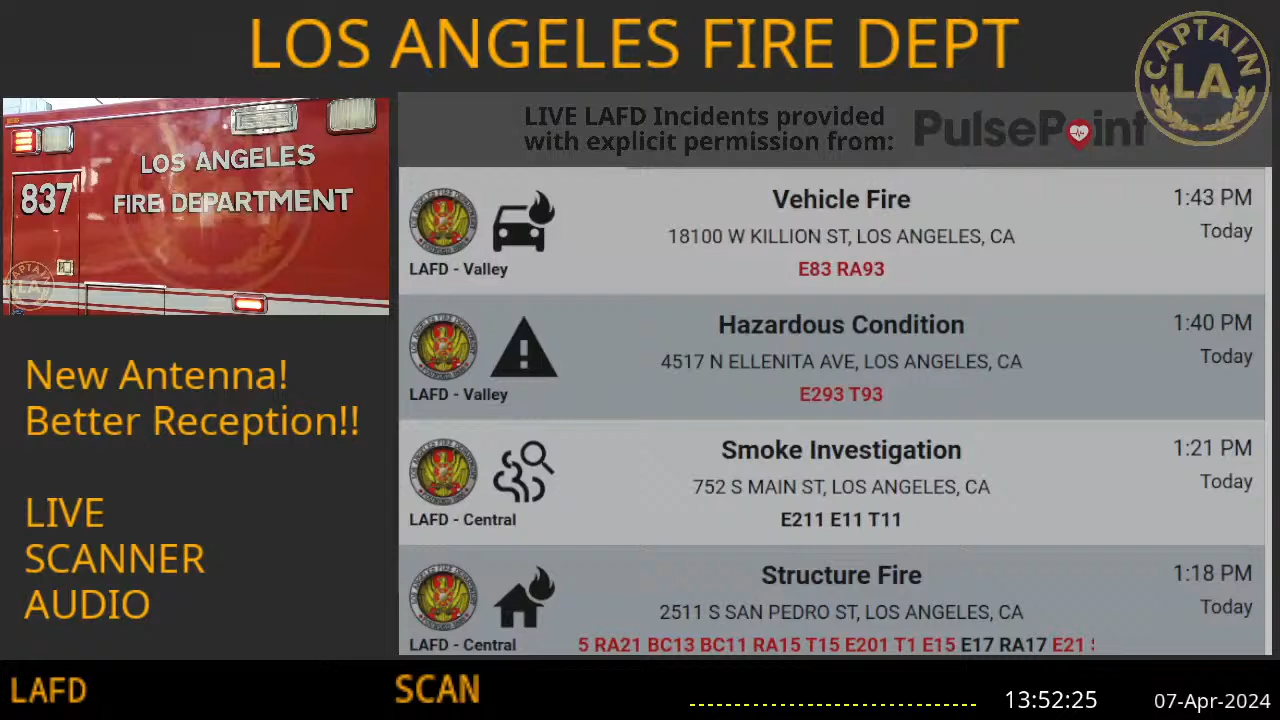 LOS ANGELES FIRE DEPT
CAPTAIN
LA
LOS ANGELES
FIRE DEPARTMENT
837
LIVE LAFD Incidents provided
with explicit permission from:
PulsePoint
Vehicle Fire
18100 W KILLION ST, LOS ANGELES, CA
E83 RA93
1:43 PM
Today
LAFD - Valley
Hazardous Condition
4517 N ELLENITA AVE, LOS ANGELES, CA
E293 T93
1:40 PM
Today
LAFD - Valley
Smoke Investigation
752 S MAIN ST, LOS ANGELES, CA
E211 E11 T11
1:21 PM
Today
LAFD - Central
Structure Fire
2511 S SAN PEDRO ST, LOS ANGELES, CA
5 RA21 BC13 BC11 RA15 T15 E201 T1 E15 E17 RA17 E21
1:18 PM
Today
LAFD - Central
New Antenna!
Better Reception!!
LIVE
SCANNER
AUDIO
LAFD
SCAN
13:52:25
07-Apr-2024